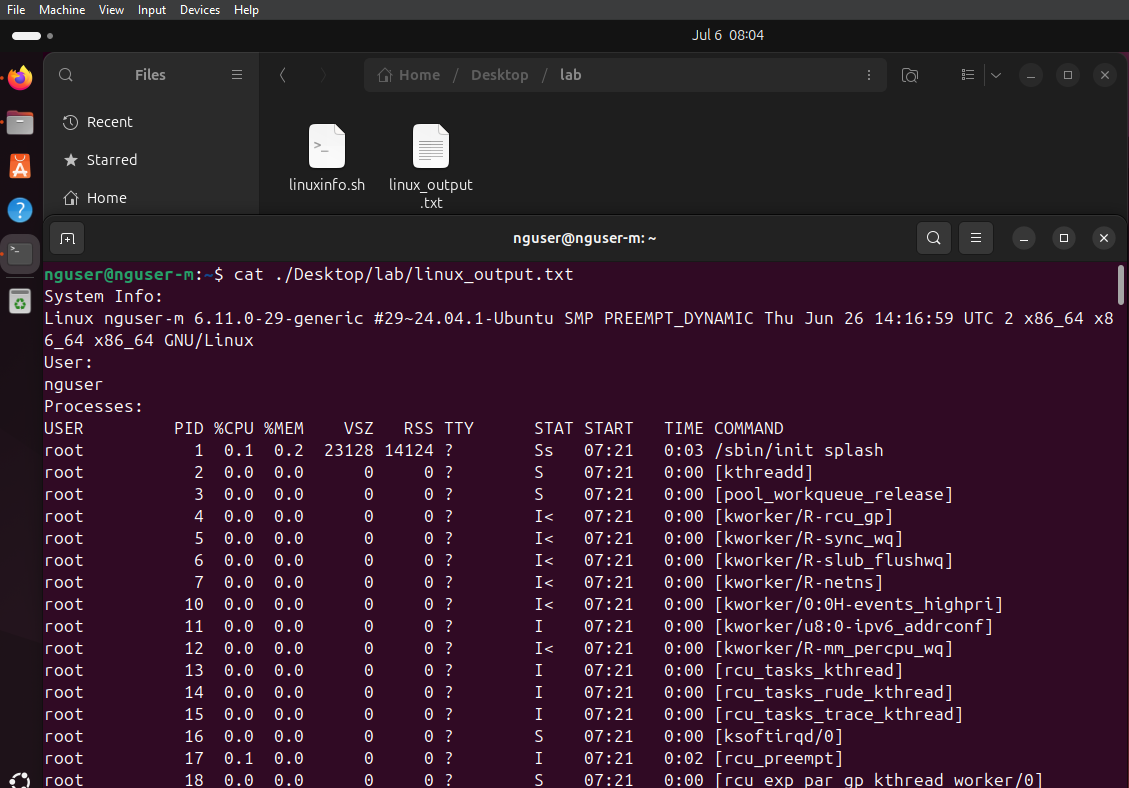 File Machine View Input Devices Help
Jul 6 08:04
Files
Home / Desktop / lab
Recent
Starred
Home
linuxinfo.sh
linux_output
.txt
nguser@nguser-m: ~
nguser@nguser-m:~$ cat ./Desktop/lab/linux_output.txt
System Info:
Linux nguser-m 6.11.0-29-generic #29~24.04.1-Ubuntu SMP PREEMPT_DYNAMIC Thu Jun 26 14:16:59 UTC 2 x86_64 x8
6_64 x86_64 GNU/Linux
User:
nguser
Processes:
USER PID %CPU %MEM VSZ RSS TTY STAT START TIME COMMAND
root 1 0.1 0.2 23128 14124 ? Ss 07:21 0:03 /sbin/init splash
root 2 0.0 0.0 0 0 ? S 07:21 0:00 [kthreadd]
root 3 0.0 0.0 0 0 ? S 07:21 0:00 [pool_workqueue_release]
root 4 0.0 0.0 0 0 ? I< 07:21 0:00 [kworker/R-rcu_gp]
root 5 0.0 0.0 0 0 ? I< 07:21 0:00 [kworker/R-sync_wq]
root 6 0.0 0.0 0 0 ? I< 07:21 0:00 [kworker/R-slub_flushwq]
root 7 0.0 0.0 0 0 ? I< 07:21 0:00 [kworker/R-netns]
root 10 0.0 0.0 0 0 ? I< 07:21 0:00 [kworker/0:0H-events_highpri]
root 11 0.0 0.0 0 0 ? I 07:21 0:00 [kworker/u8:0-ipv6_addrconf]
root 12 0.0 0.0 0 0 ? I< 07:21 0:00 [kworker/R-mm_percpu_wq]
root 13 0.0 0.0 0 0 ? I 07:21 0:00 [rcu_tasks_kthread]
root 14 0.0 0.0 0 0 ? I 07:21 0:00 [rcu_tasks_rude_kthread]
root 15 0.0 0.0 0 0 ? I 07:21 0:00 [rcu_tasks_trace_kthread]
root 16 0.0 0.0 0 0 ? S 07:21 0:00 [ksoftirqd/0]
root 17 0.1 0.0 0 0 ? I 07:21 0:02 [rcu_preempt]
root 18 0.0 0.0 0 0 ? S 07:21 0:00 [rcu_exp_par_gp_kthread_worker/0]